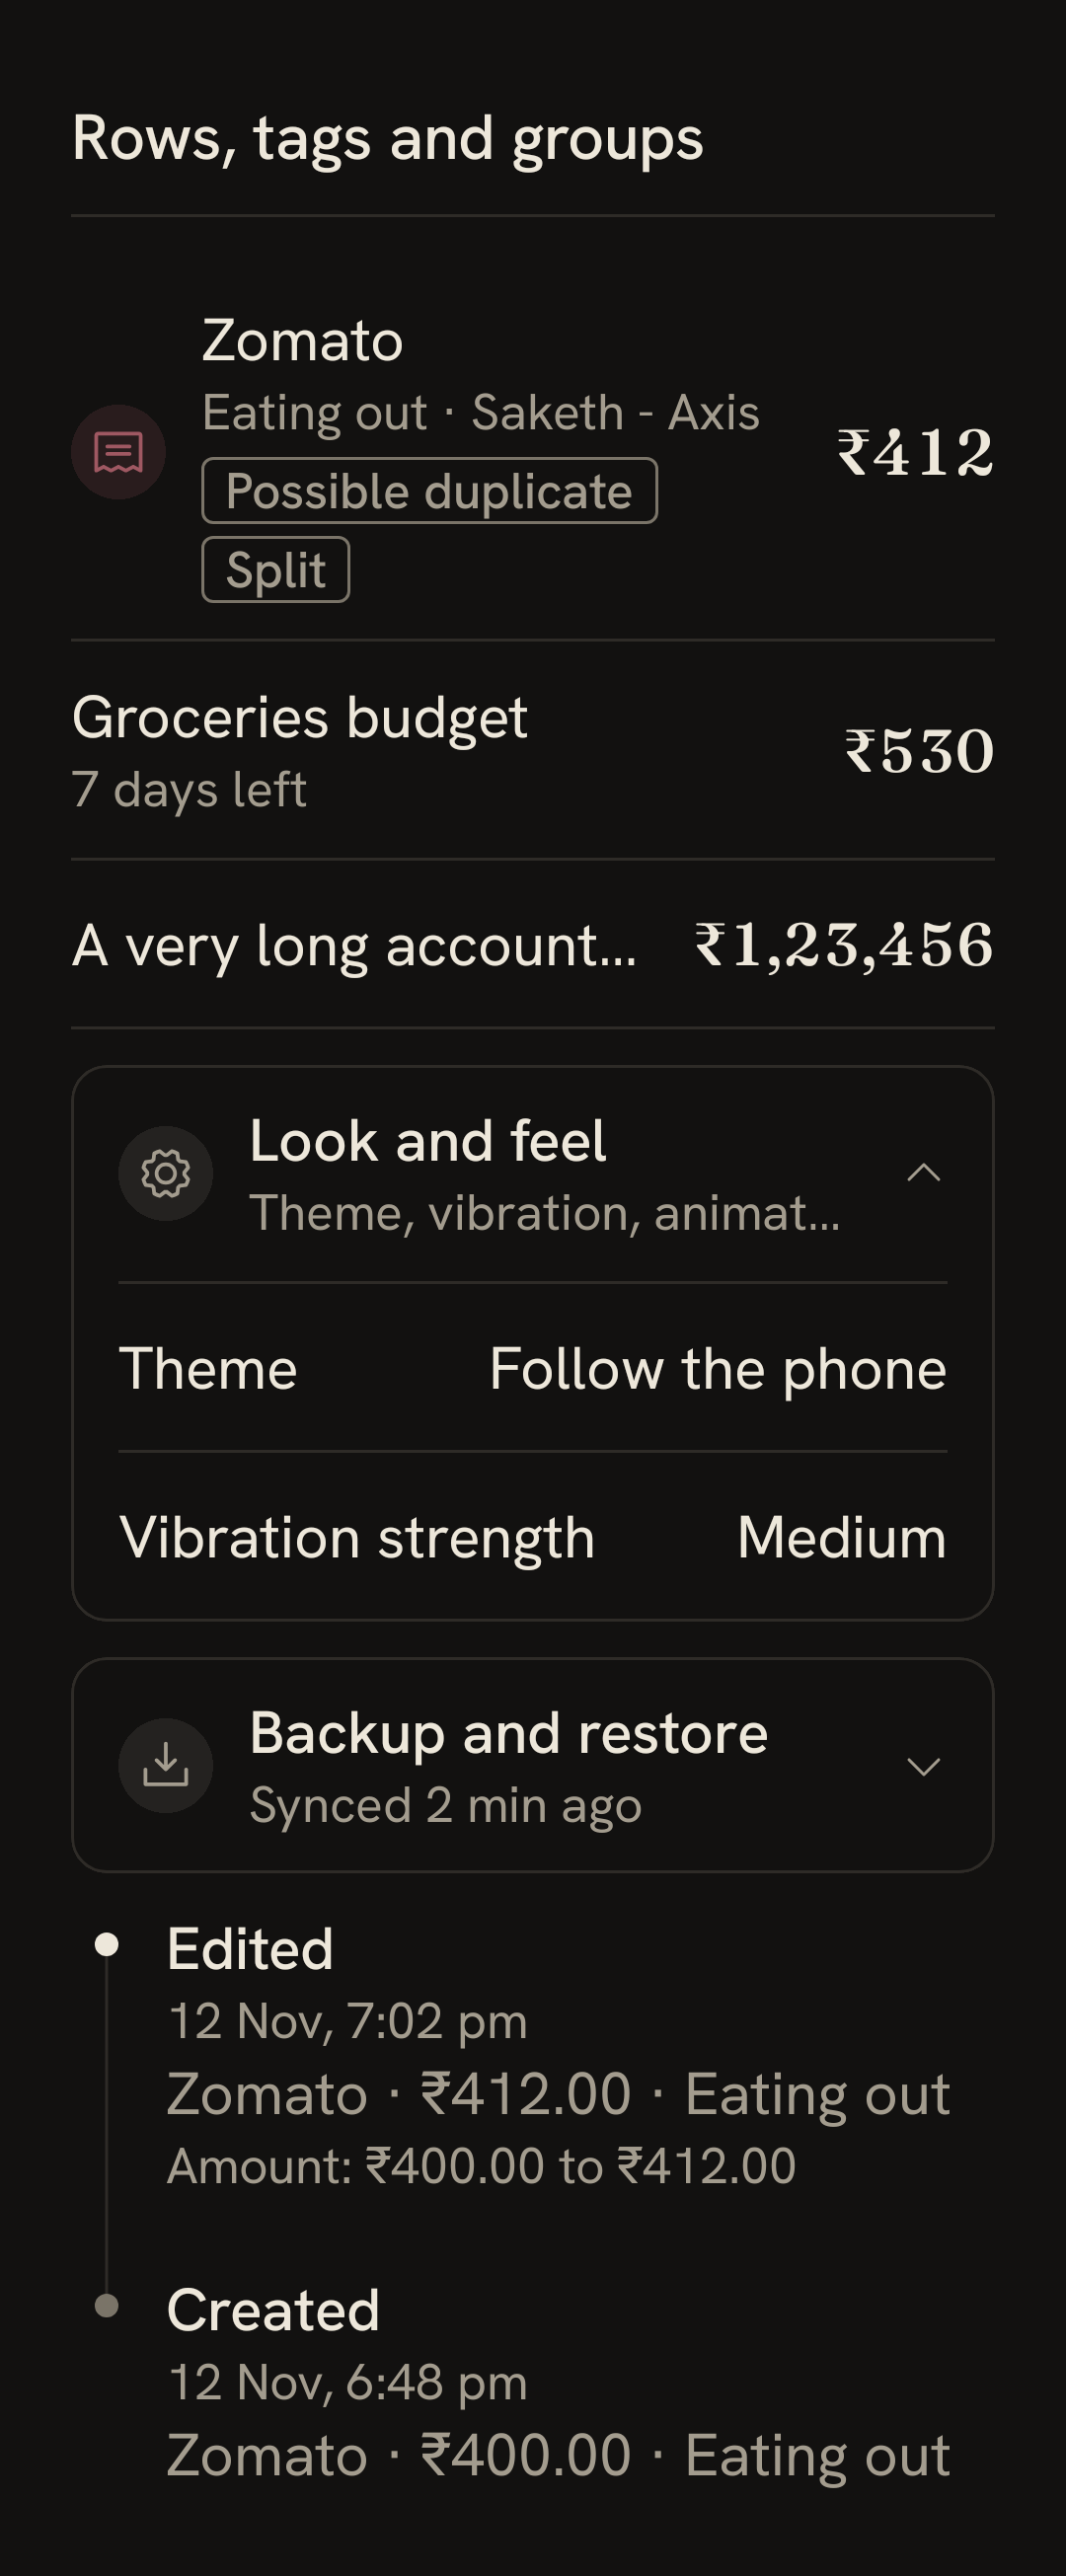 Rows, tags and groups
Zomato
Eating out · Saketh - Axis
₹412
Possible duplicate
Split
Groceries budget
₹530
7 days left
A very long account... ₹1,23,456
Look and feel
Theme, vibration, animat...
Theme Follow the phone
Vibration strength Medium
Backup and restore
Synced 2 min ago
Edited
12 Nov, 7:02 pm
Zomato · ₹412.00 · Eating out
Amount: ₹400.00 to ₹412.00
Created
12 Nov, 6:48 pm
Zomato · ₹400.00 · Eating out